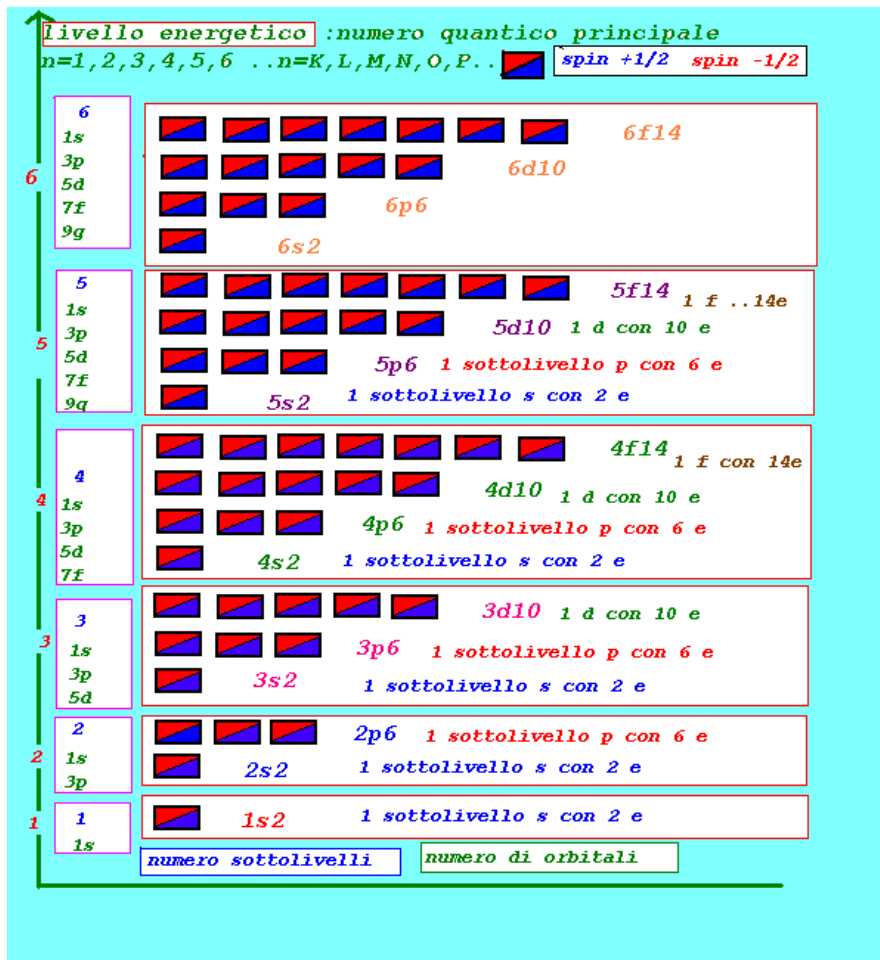 livello energetico :numero quantico principale
n=1,2,3,4,5,6 ..n=K,L,M,N,O,P.. spin +1/2 spin -1/2
6
6
1s
3p
5d
7f
9g
6f14
6d10
6p6
6s2
5
5
1s
3p
5d
7f
9g
5f14 1 f ..14e
5d10 1 d con 10 e
5p6 1 sottolivello p con 6 e
5s2 1 sottolivello s con 2 e
4
4
1s
3p
5d
7f
4f14 1 f con 14e
4d10 1 d con 10 e
4p6 1 sottolivello p con 6 e
4s2 1 sottolivello s con 2 e
3
3
1s
3p
5d
3d10 1 d con 10 e
3p6 1 sottolivello p con 6 e
3s2 1 sottolivello s con 2 e
2
2
1s
3p
2p6 1 sottolivello p con 6 e
2s2 1 sottolivello s con 2 e
1
1
1s
1s2 1 sottolivello s con 2 e
numero sottolivelli numero di orbitali